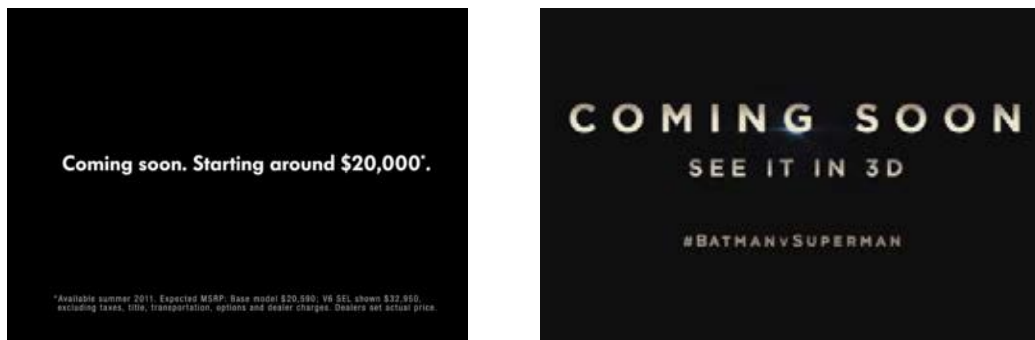 Coming soon. Starting around $20,000*.
*Available summer 2011. Expected MSRP: Base model $20,590; V6 SEL shown $32,950,
excluding taxes, title, transportation, options and dealer charges. Dealers set actual price.
COMING SOON
SEE IT IN 3D
#BATMANVSUPERMAN